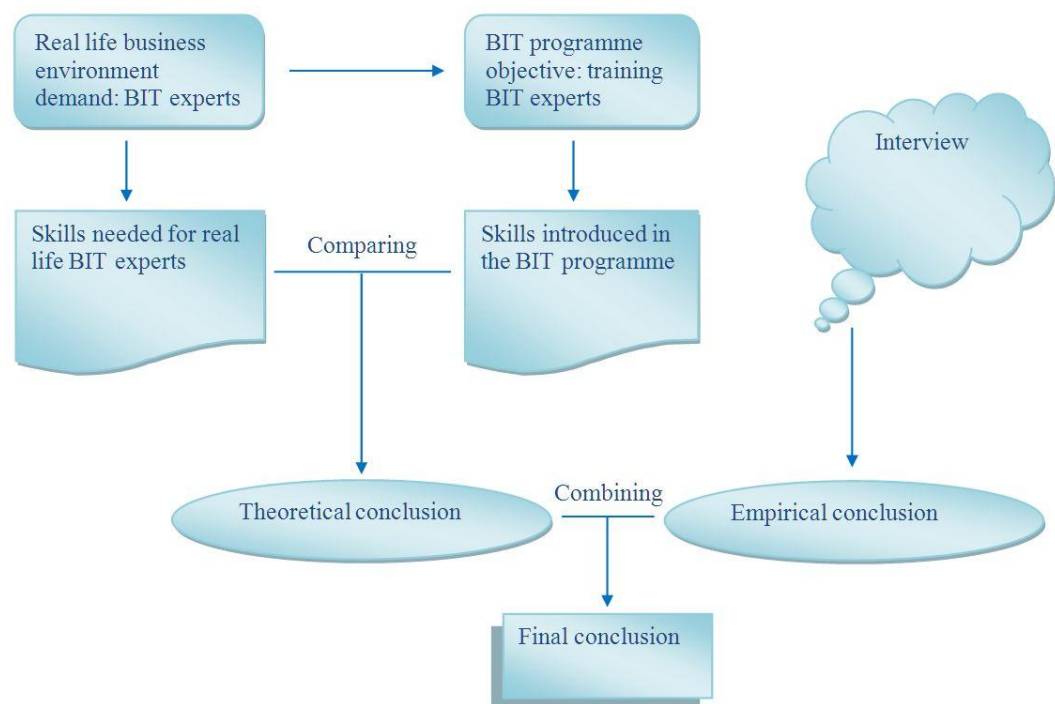 Real life business
environment
demand: BIT experts
BIT programme
objective: training
BIT experts
Interview
Skills needed for real
life BIT experts
Comparing
Skills introduced in
the BIT programme
Theoretical conclusion
Combining
Empirical conclusion
Final conclusion